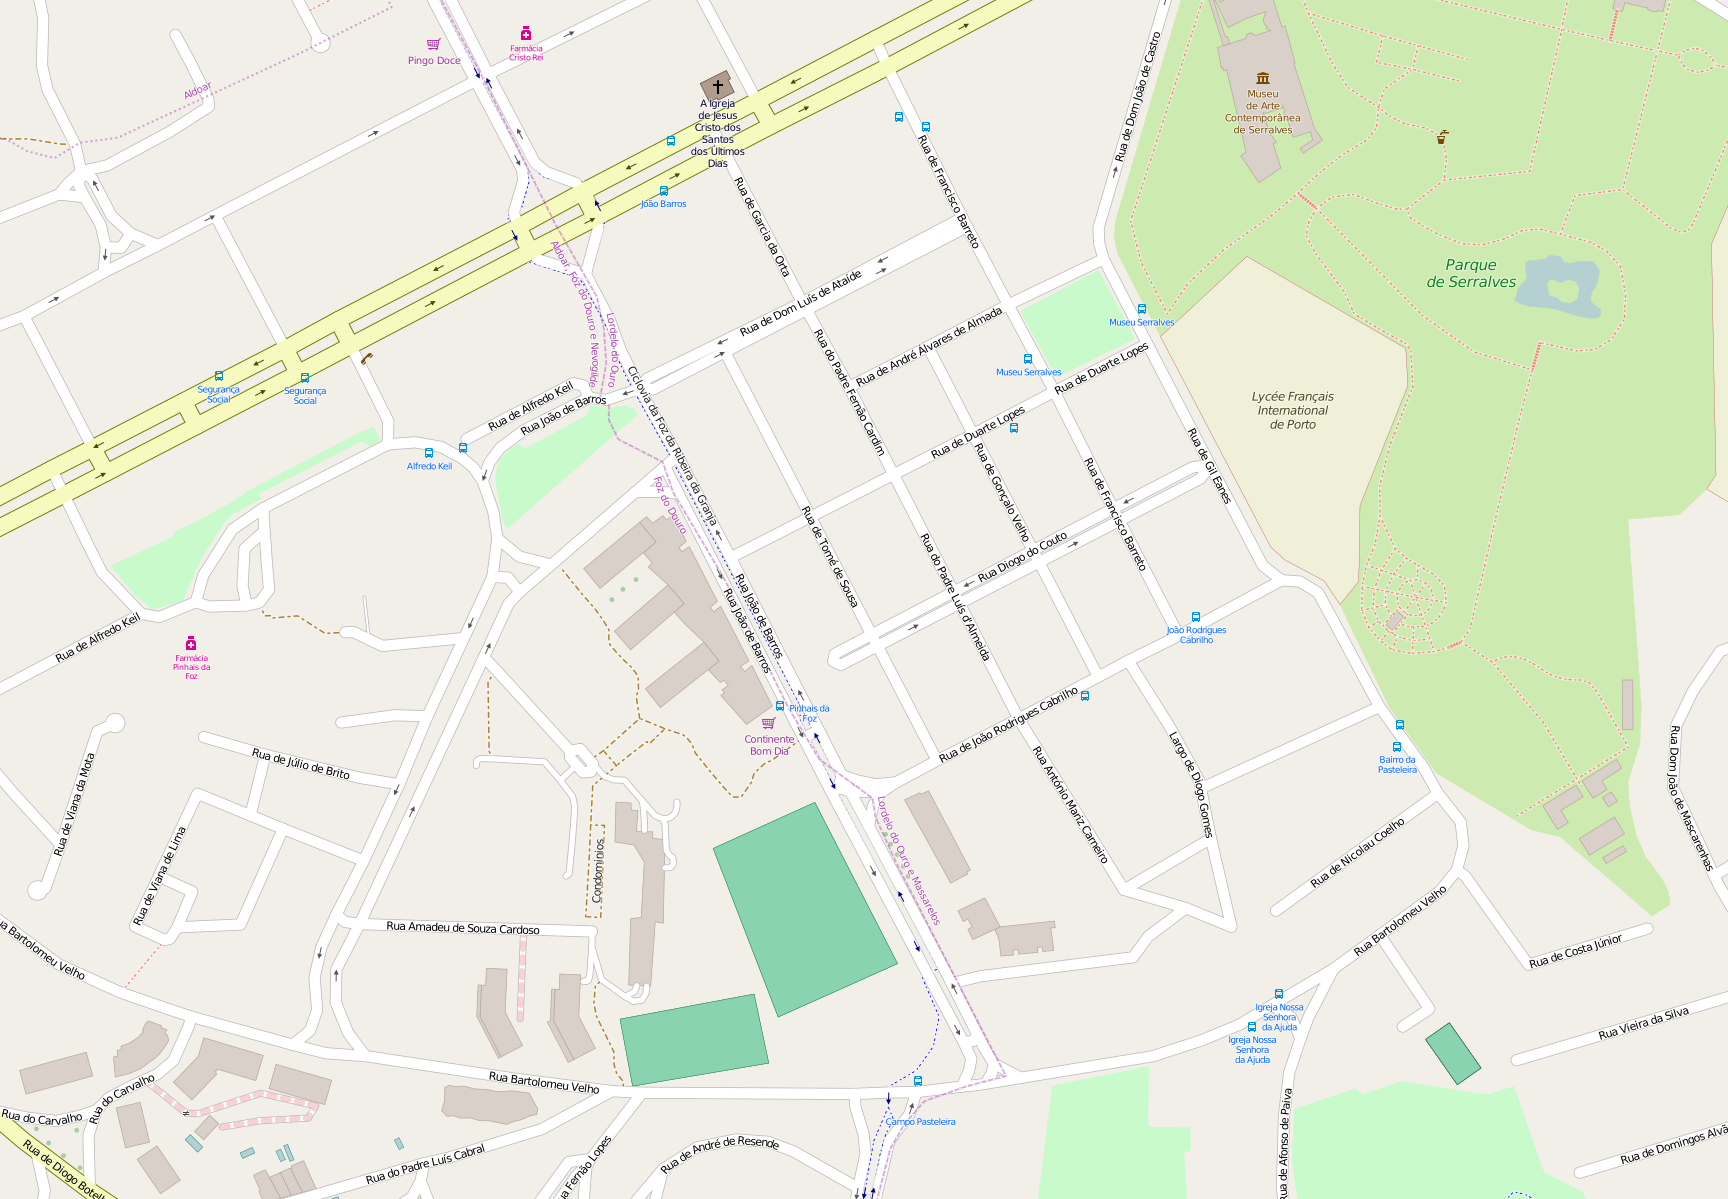 Farmácia
Cristo Rei
Pingo Doce
Aldoar
A Igreja
de Jesus
Cristo dos
Santos
dos Últimos
Dias
João Barros
Rua de Garcia da Orta
Rua de Francisco Barreto
Rua de Dom João de Castro
Museu
de Arte
Contemporânea
de Serralves
Parque
de Serralves
Aldoar, Foz do Douro e Nevogilde
Lordelo do Ouro
Rua de Dom Luís de Ataíde
Rua de André Álvares de Almada
Museu Serralves
Museu Serralves
Rua de Duarte Lopes
Rua de Duarte Lopes
Lycée Français
International
de Porto
Segurança
Social
Segurança
Social
Rua de Alfredo Keil
Rua João de Barros
Alfredo Keil
Ciclovia da Foz da Ribeira da Granja
Foz do Douro
Rua do Padre Fernão Cardim
Rua de Gonçalo Velho
Rua de Francisco Barreto
Rua de Gil Eanes
Rua de Tomé de Sousa
Rua do Padre Luís d'Almeida
Rua Diogo do Couto
Rua João de Barros
Rua João de Barros
Rua de Alfredo Keil
Farmácia
Pinhais da
Foz
João Rodrigues
Cabrilho
Pinhais da
Foz
Continente
Bom Dia
Rua de João Rodrigues Cabrilho
Largo de Diogo Gomes
Rua António Mariz Carneiro
Bairro da
Pasteleira
Rua Dom João de Mascarenhas
Rua de Júlio de Brito
Rua de Viana da Mota
Rua de Viana de Lima
Condominios
Lordelo do Ouro e Massarelos
Rua de Nicolau Coelho
Rua Bartolomeu Velho
Rua de Costa Júnior
Rua Amadeu de Souza Cardoso
ua Bartolomeu Velho
Igreja Nossa
Senhora
da Ajuda
Igreja Nossa
Senhora
da Ajuda
Rua Vieira da Silva
Rua Bartolomeu Velho
Rua do Carvalho
Rua do Carvalho
Campo Pasteleira
Rua de Diogo Botelh
Rua do Padre Luís Cabral
ua Fernão Lopes
Rua de André de Resende
ua de Afonso de Paiva
Rua de Domingos Alva